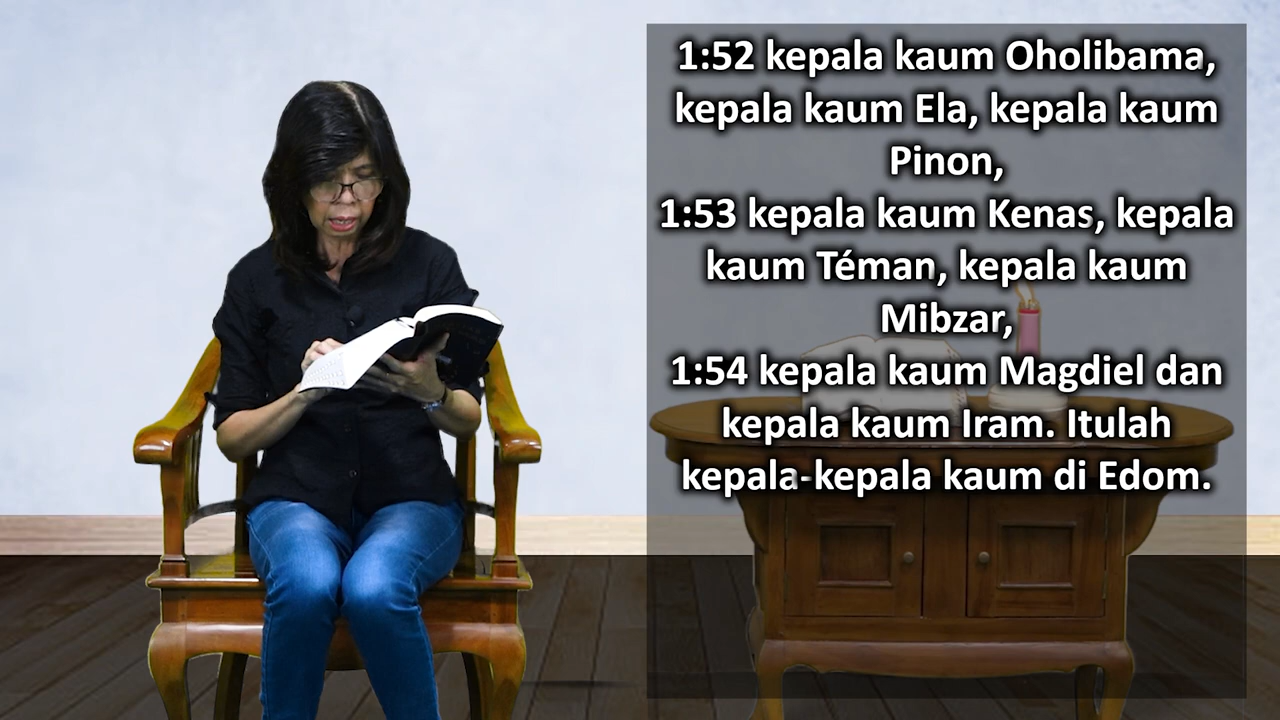 1:52 kepala kaum Oholibama,
kepala kaum Ela, kepala kaum
Pinon,
1:53 kepala kaum Kenas, kepala
kaum Téman, kepala kaum
Mibzar,
1:54 kepala kaum Magdiel dan
kepala kaum Iram. Itulah
kepala-kepala kaum di Edom.